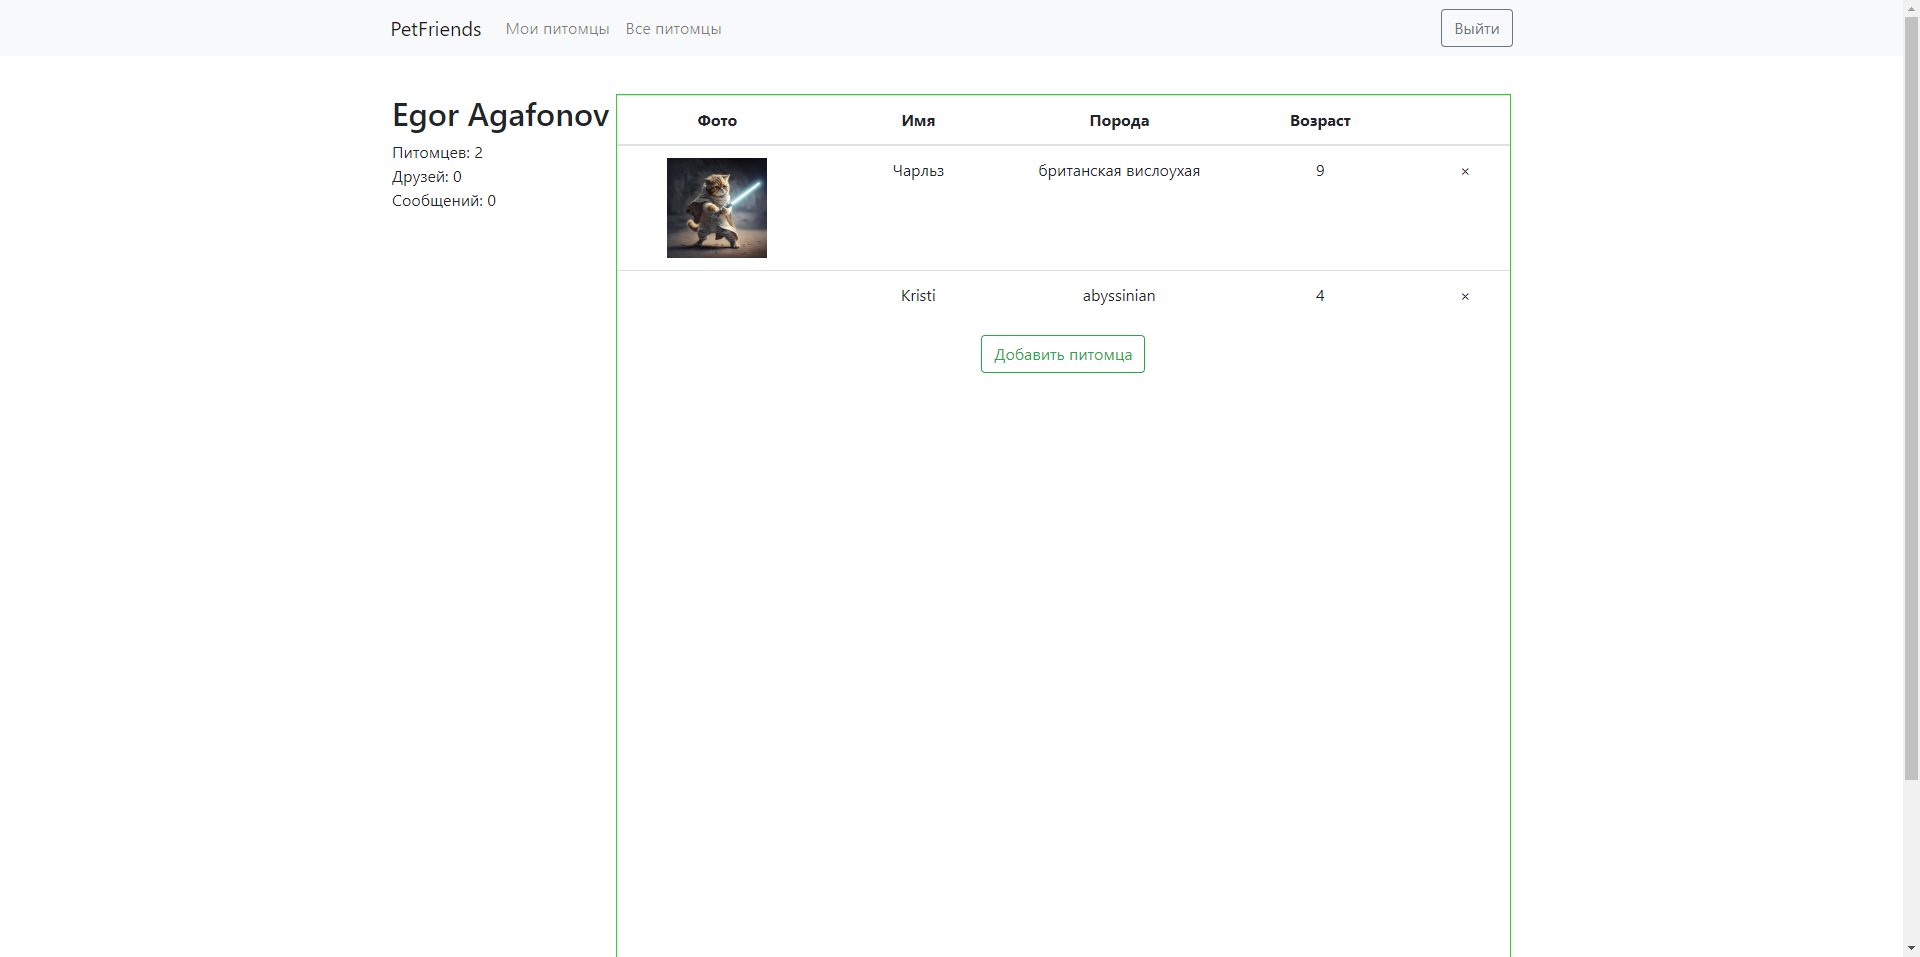 PetFriends Мои питомцы Все питомцы Выйти
Egor Agafonov
Питомцев: 2
Друзей: 0
Сообщений: 0
Фото Имя Порода Возраст
Чарльз британская вислоухая 9 ×
Kristi abyssinian 4 ×
Добавить питомца